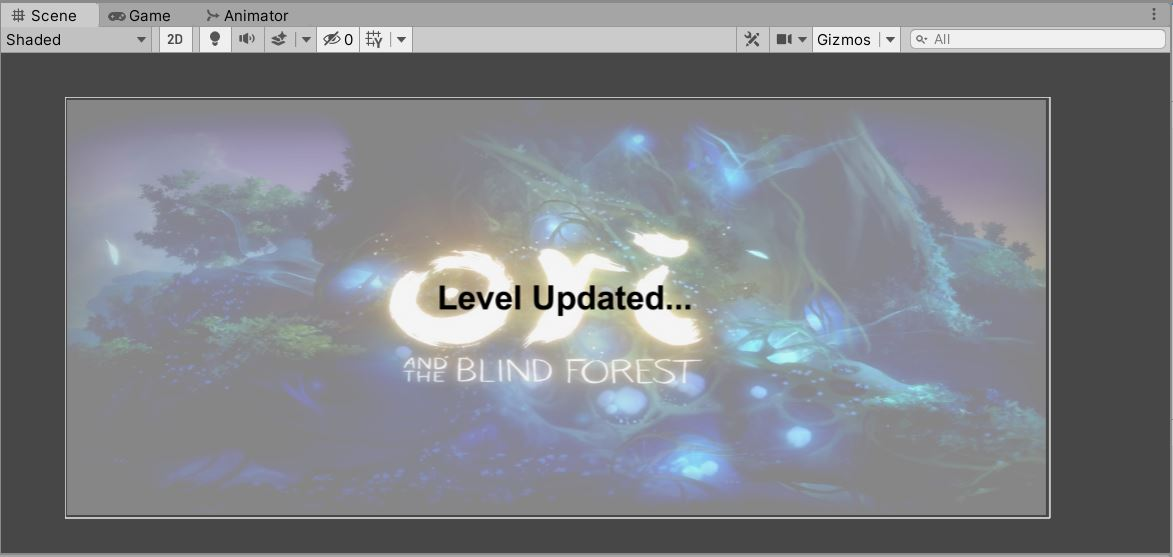 Scene Game Animator
Shaded 2D 0 Gizmos All
ori
Level Updated...
AND THE BLIND FOREST